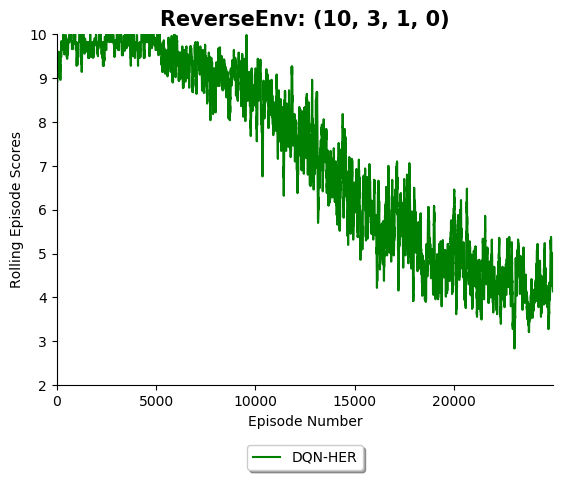 ReverseEnv: (10, 3, 1, 0)
10
9
8
7
6
5
4
3
2
Rolling Episode Scores
0 5000 10000 15000 20000
Episode Number
DQN-HER